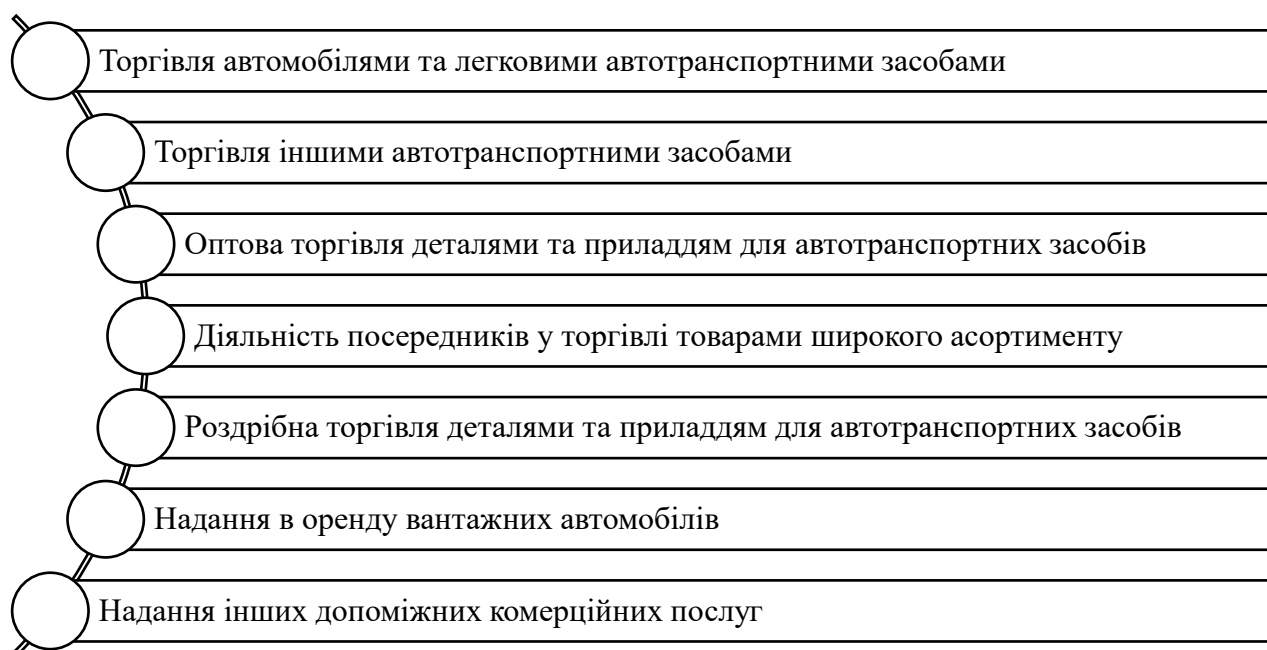 Торгівля автомобілями та легковими автотранспортними засобами
Торгівля іншими автотранспортними засобами
Оптова торгівля деталями та приладдям для автотранспортних засобів
Діяльність посередників у торгівлі товарами широкого асортименту
Роздрібна торгівля деталями та приладдям для автотранспортних засобів
Надання в оренду вантажних автомобілів
Надання інших допоміжних комерційних послуг